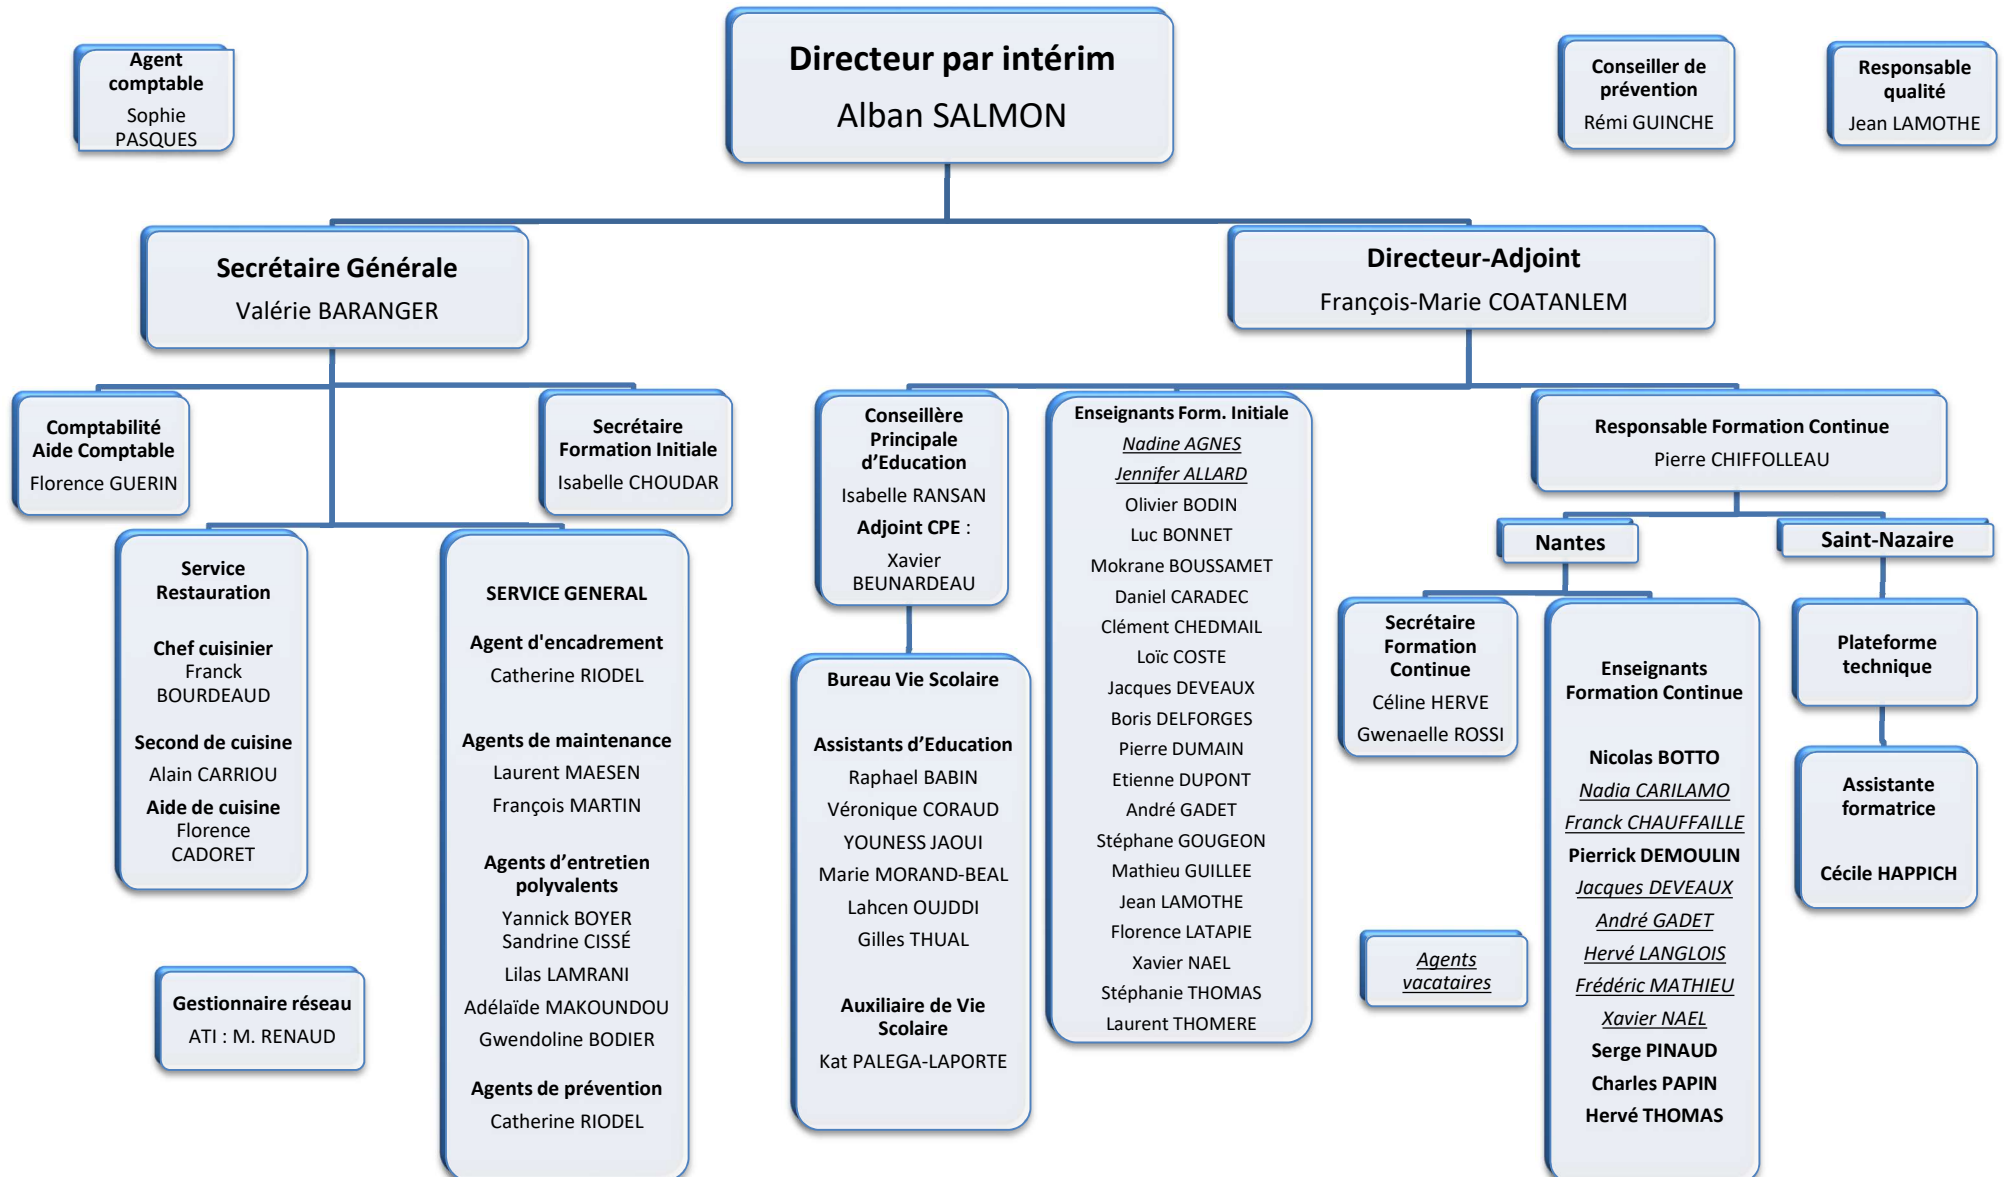 Agent
comptable
Sophie
PASQUES
Directeur par intérim
Alban SALMON
Conseiller de
prévention
Rémi GUINCHE
Responsable
qualité
Jean LAMOTHE
Secrétaire Générale
Valérie BARANGER
Directeur-Adjoint
François-Marie COATANLEM
Comptabilité
Aide Comptable
Florence GUERIN
Secrétaire
Formation Initiale
Isabelle CHOUDAR
Service
Restauration
Chef cuisinier
Franck
BOURDEAUD
Second de cuisine
Alain CARRIOU
Aide de cuisine
Florence
CADORET
SERVICE GENERAL
Agent d'encadrement
Catherine RIODEL
Agents de maintenance
Laurent MAESEN
François MARTIN
Agents d’entretien
polyvalents
Yannick BOYER
Sandrine CISSÉ
Lilas LAMRANI
Adélaïde MAKOUNDOU
Gwendoline BODIER
Agents de prévention
Catherine RIODEL
Gestionnaire réseau
ATI : M. RENAUD
Conseillère
Principale
d’Education
Isabelle RANSAN
Adjoint CPE :
Xavier
BEUNARDEAU
Bureau Vie Scolaire
Assistants d’Education
Raphael BABIN
Véronique CORAUD
YOUNESS JAOUI
Marie MORAND-BEAL
Lahcen OUJDDI
Gilles THUAL
Auxiliaire de Vie
Scolaire
Kat PALEGA-LAPORTE
Enseignants Form. Initiale
Nadine AGNES
Jennifer ALLARD
Olivier BODIN
Luc BONNET
Mokrane BOUSSAMET
Daniel CARADEC
Clément CHEDMAIL
Loïc COSTE
Jacques DEVEAUX
Boris DELFORGES
Pierre DUMAIN
Etienne DUPONT
André GADET
Stéphane GOUGEON
Mathieu GUILLEE
Jean LAMOTHE
Florence LATAPIE
Xavier NAEL
Stéphanie THOMAS
Laurent THOMERE
Responsable Formation Continue
Pierre CHIFFOLLEAU
Nantes
Saint-Nazaire
Secrétaire
Formation
Continue
Céline HERVE
Gwenaelle ROSSI
Enseignants
Formation Continue
Nicolas BOTTO
Nadia CARILAMO
Franck CHAUFFAILLE
Pierrick DEMOULIN
Jacques DEVEAUX
André GADET
Hervé LANGLOIS
Frédéric MATHIEU
Xavier NAEL
Serge PINAUD
Charles PAPIN
Hervé THOMAS
Plateforme
technique
Assistante
formatrice
Cécile HAPPICH
Agents
vacataires